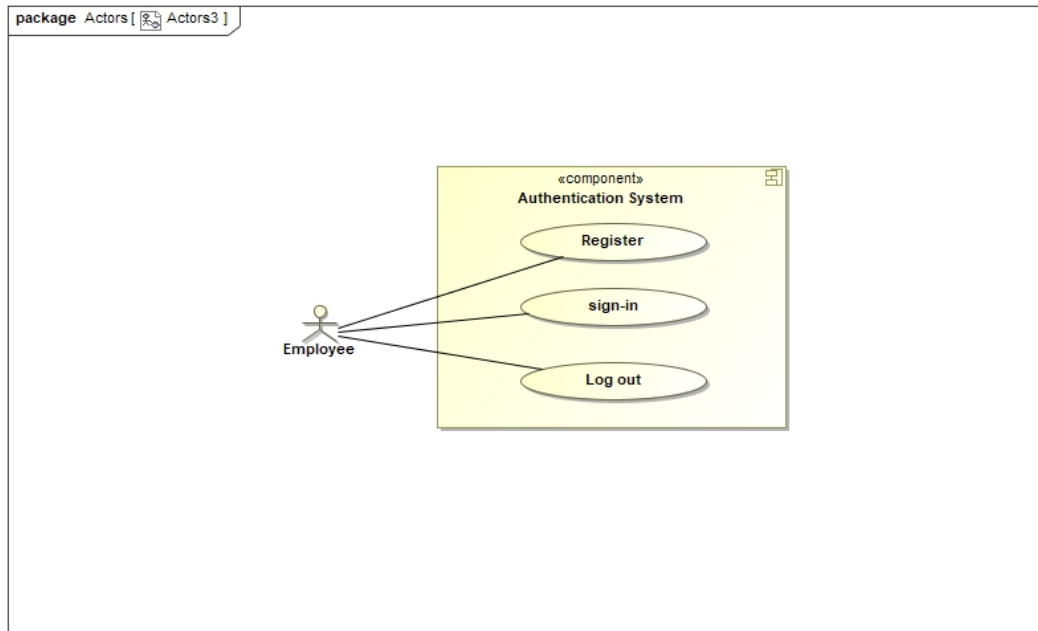 package Actors [ Actors3 ]
«component»
Authentication System
Register
sign-in
Employee
Log out